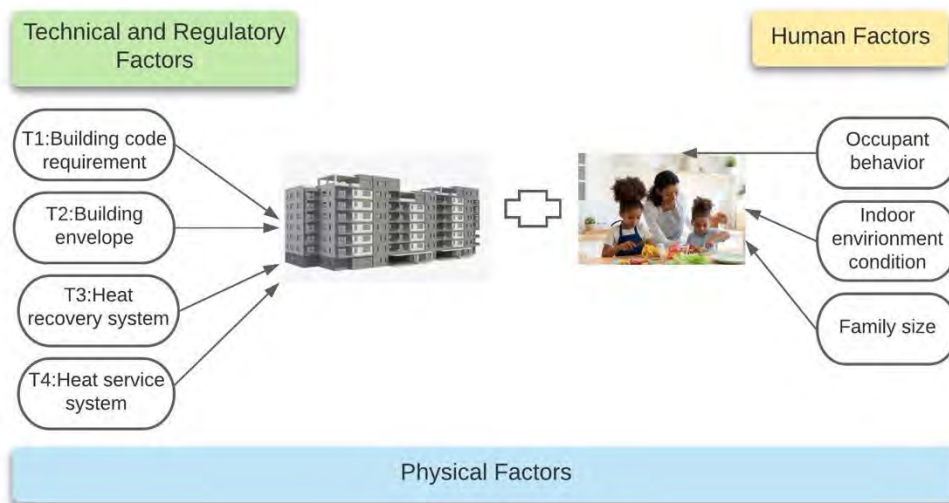 Technical and Regulatory
Factors
Human Factors
T1:Building code
requirement
T2:Building
envelope
T3:Heat
recovery system
T4:Heat service
system
Occupant
behavior
Indoor
envirionment
condition
Family size
Physical Factors